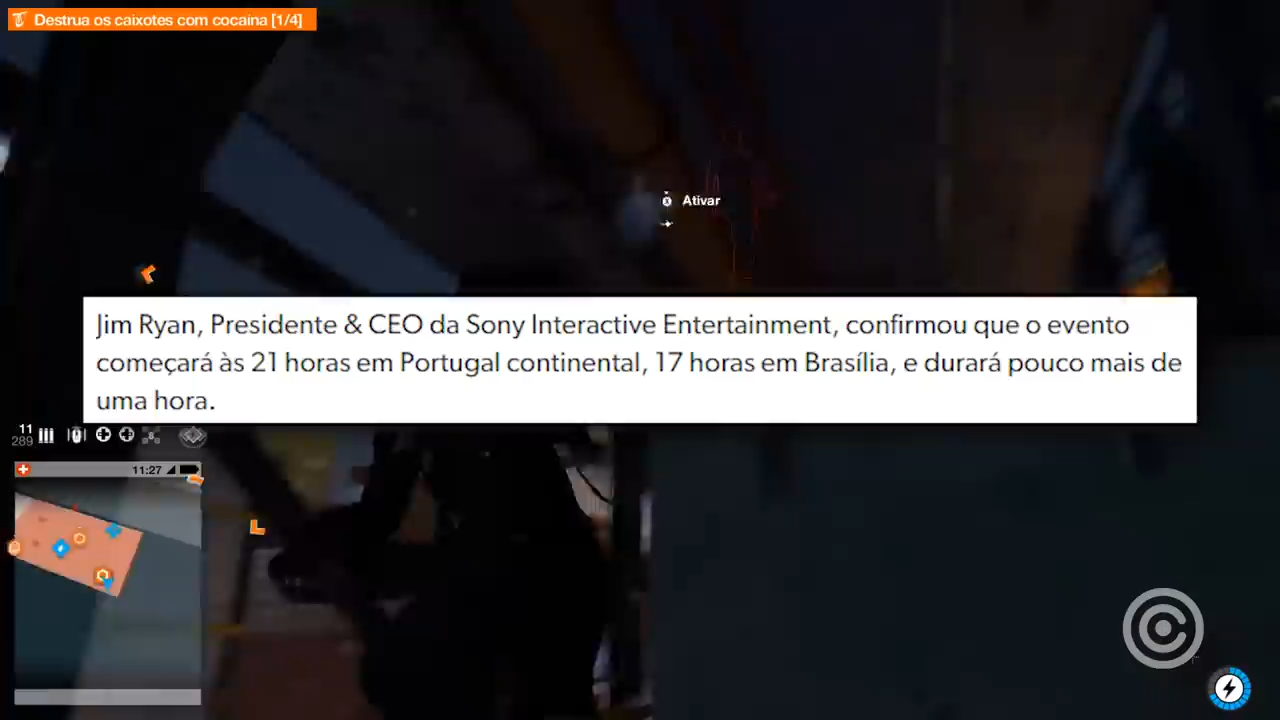 Destrua os caixotes com cocaína [1/4]
Ativar
Jim Ryan, Presidente & CEO da Sony Interactive Entertainment, confirmou que o evento
começará às 21 horas em Portugal continental, 17 horas em Brasília, e durará pouco mais de
uma hora.
11
289
11:27